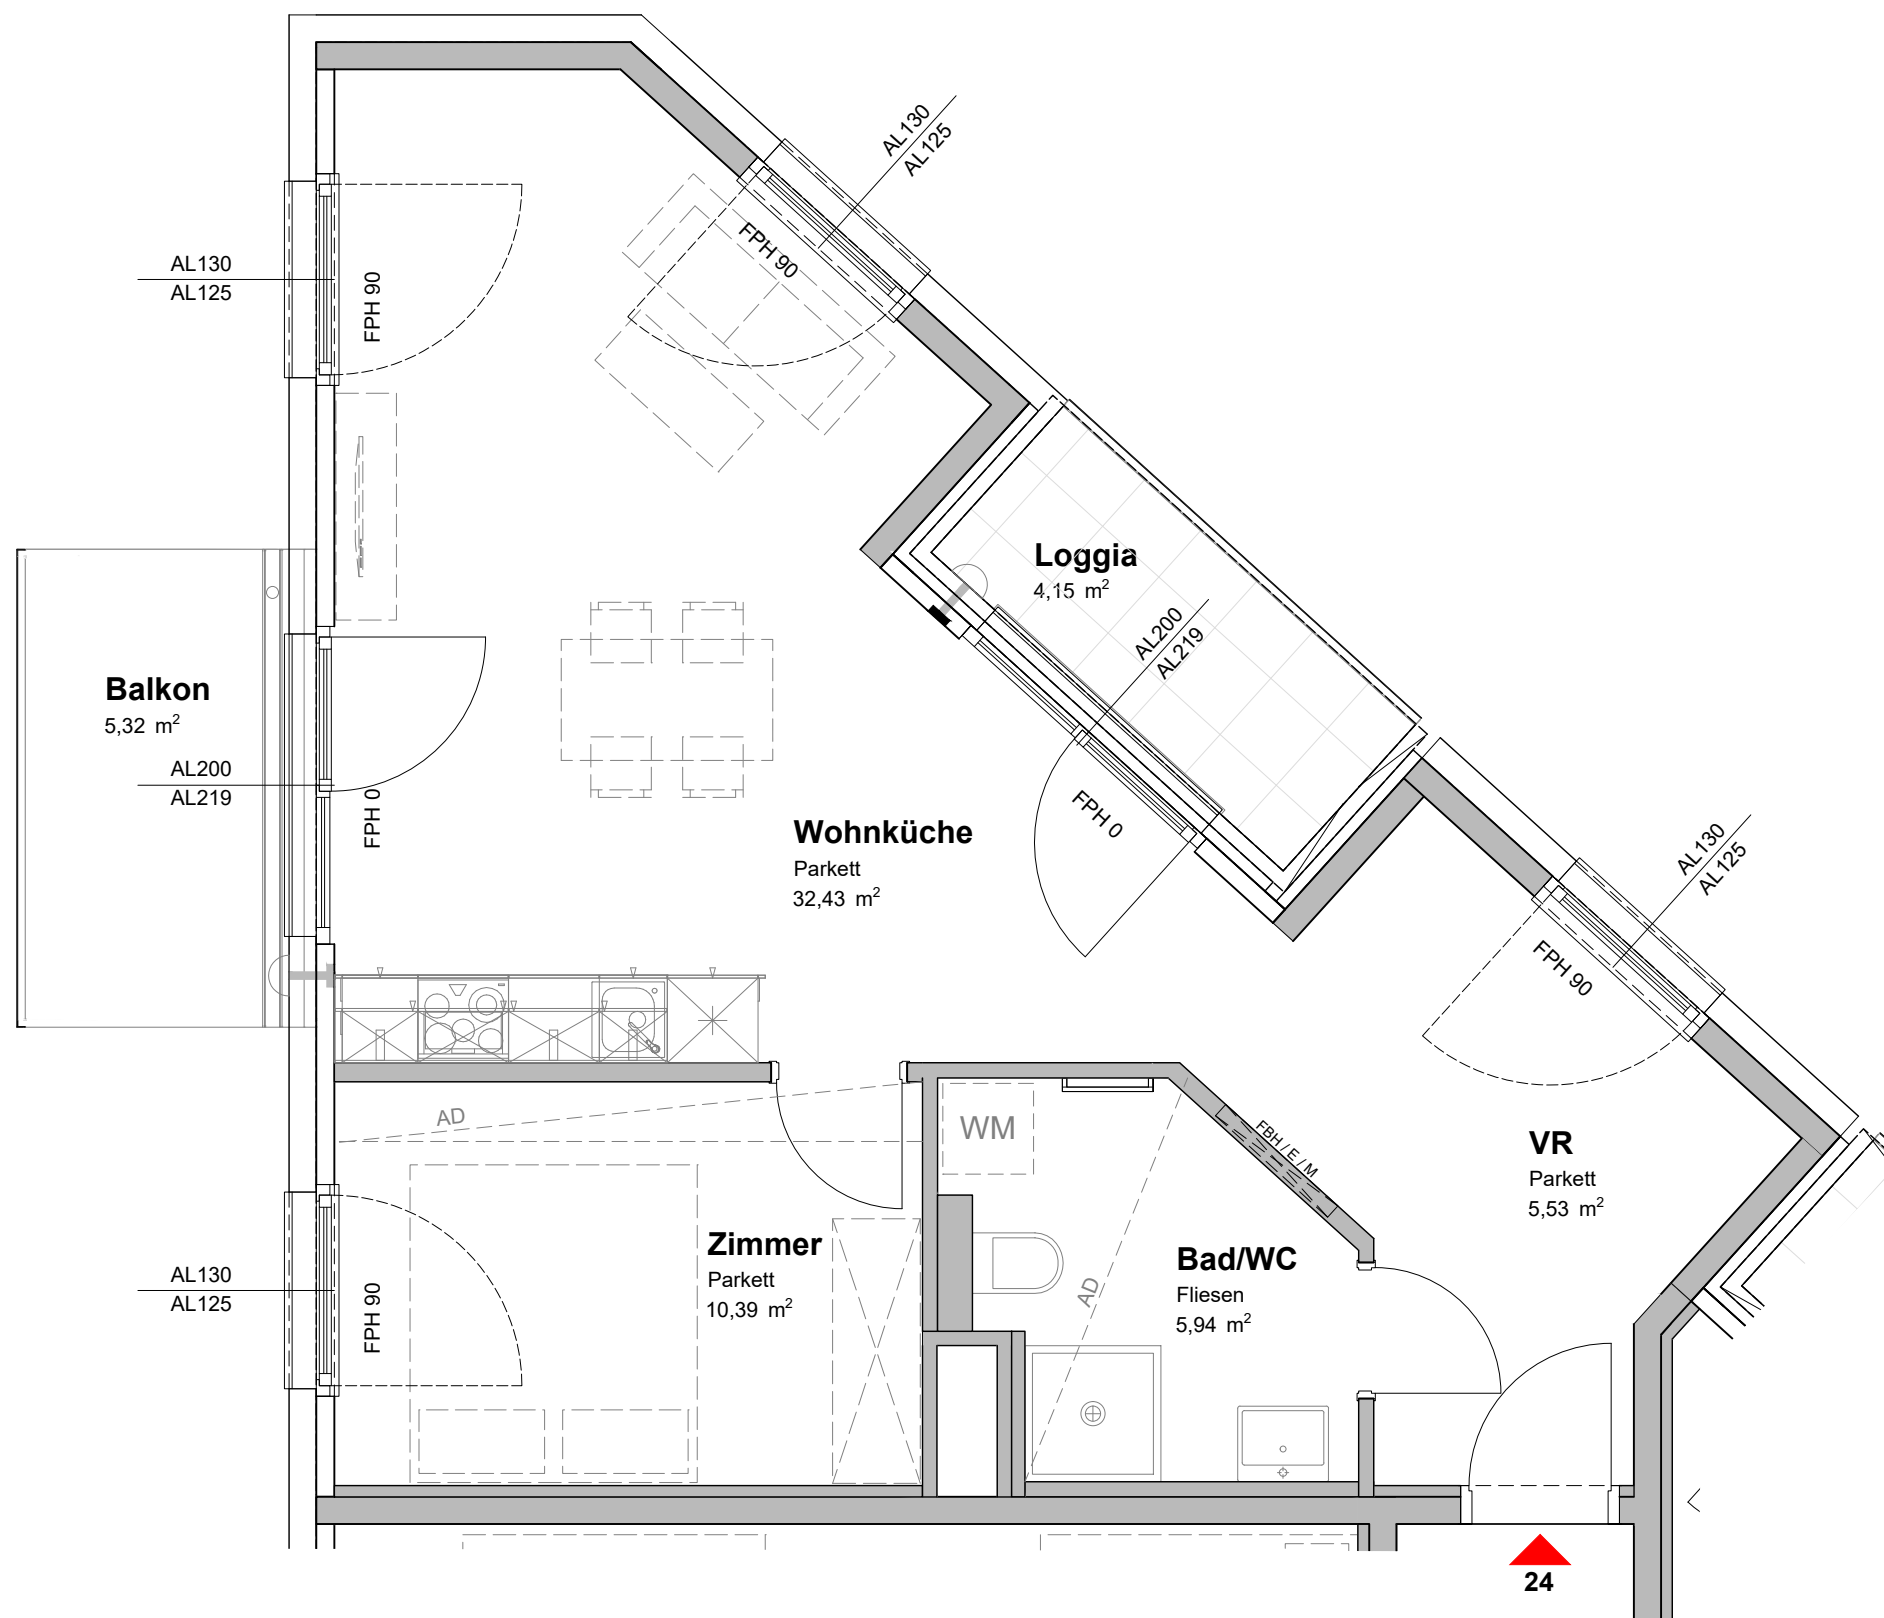 AL130
AL125
FPH 90
AL130
AL125
FPH 90
Loggia
4,15 m²
AL200
AL219
FPH 0
Balkon
5,32 m²
AL200
AL219
FPH 0
Wohnküche
Parkett
32,43 m²
AL130
AL125
FPH 90
AD
WM
FBH / E / M
VR
Parkett
5,53 m²
Zimmer
Parkett
10,39 m²
AL130
AL125
FPH 90
Bad/WC
Fliesen
5,94 m²
AD
24